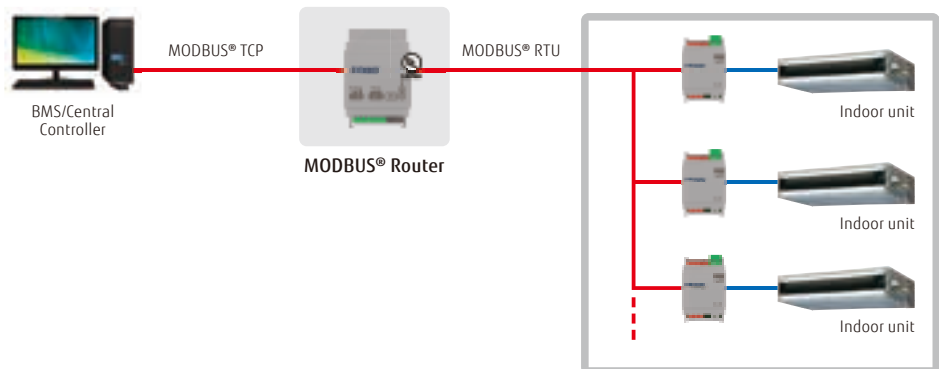 MODBUS® TCP
MODBUS® RTU
BMS/Central
Controller
MODBUS® Router
Indoor unit
Indoor unit
Indoor unit